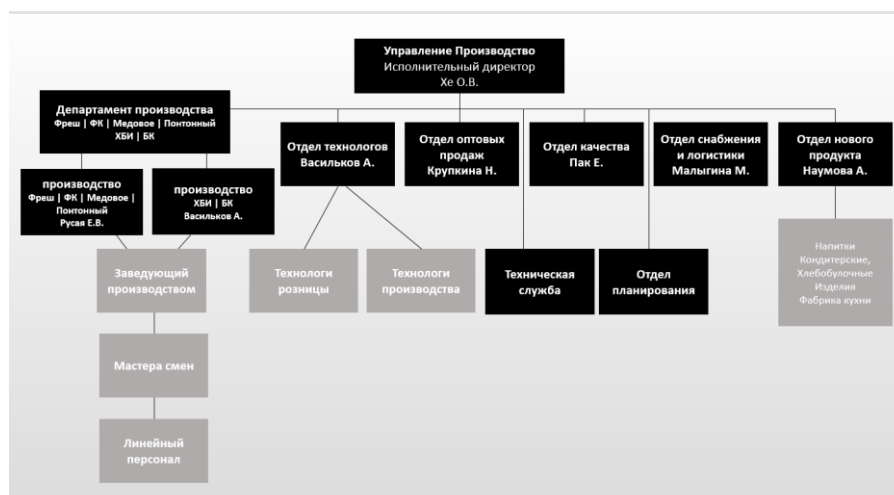 Управление Производство
Исполнительный директор
Хе О.В.
Департамент производства
Фреш | ФК | Медовое | Понтонный
ХБИ | БК
Отдел технологов
Васильков А.
Отдел оптовых
продаж
Крупкина Н.
Отдел качества
Пак Е.
Отдел снабжения
и логистики
Малыгина М.
Отдел нового
продукта
Наумова А.
производство
Фреш | ФК | Медовое |
Понтонный
Русая Е.В.
производство
ХБИ | БК
Васильков А.
Заведующий
производством
Технологи
розницы
Технологи
производства
Техническая
служба
Отдел
планирования
Напитки
Кондитерские,
Хлебобулочные
Изделия
Фабрика кухни
Мастера смен
Линейный
персонал